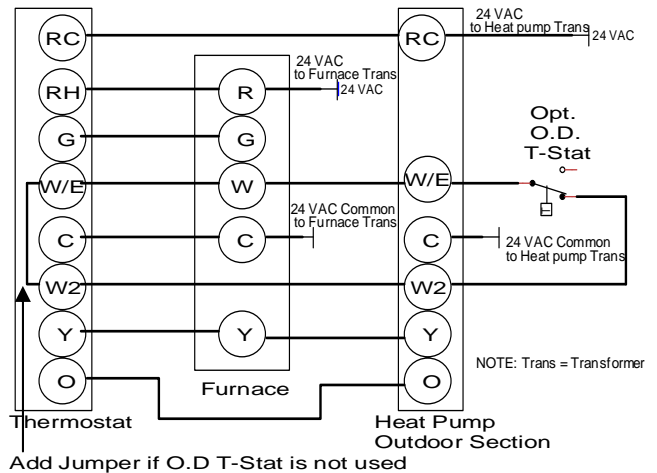 24 VAC
to Heat pump Trans
RC
RC
24 VAC
24 VAC
to Furnace Trans
RH
R
24 VAC
Opt.
O.D.
T-Stat
G
G
W/E
W
W/E
24 VAC Common
to Furnace Trans
C
C
C
24 VAC Common
to Heat pump Trans
W2
W2
Y
Y
Y
NOTE: Trans = Transformer
O
O
Furnace
Thermostat
Heat Pump
Outdoor Section
Add Jumper if O.D T-Stat is not used